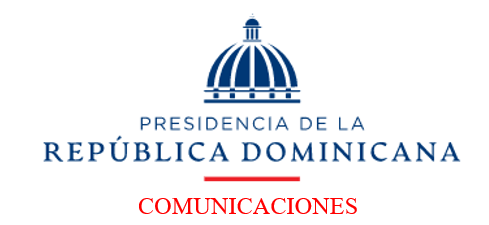 PRESIDENCIA DE LA
REPÚBLICA DOMINICANA
COMUNICACIONES